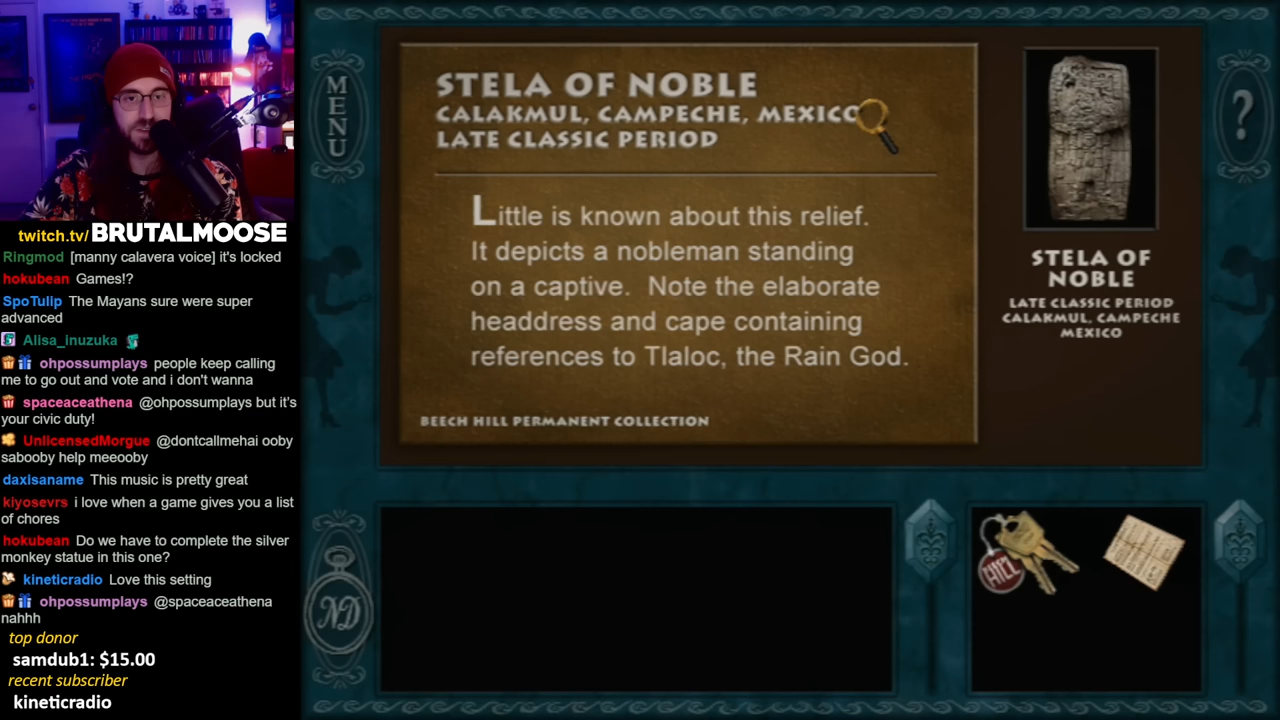 twitch.tv/BRUTALMOOSE
Ringmod [manny calavera voice] it's locked
hokubean Games!?
SpoTulip The Mayans sure were super
advanced
Alisa_inuzuka
ohpossumplays people keep calling
me to go out and vote and i don't wanna
spaceaceathena @ohpossumplays but it's
your civic duty!
UnlicensedMorgue @dontcallmehai ooby
sabooby help meeooby
daxisaname This music is pretty great
kiyosevrs i love when a game gives you a list
of chores
hokubean Do we have to complete the silver
monkey statue in this one?
kineticradio Love this setting
ohpossumplays @spaceaceathena
nahhh
top donor
samdub1: $15.00
recent subscriber
kineticradio
MENU
STELA OF NOBLE
CALAKMUL, CAMPECHE, MEXICO
LATE CLASSIC PERIOD
Little is known about this relief.
It depicts a nobleman standing
on a captive. Note the elaborate
headdress and cape containing
references to Tlaloc, the Rain God.
BEECH HILL PERMANENT COLLECTION
STELA OF
NOBLE
LATE CLASSIC PERIOD
CALAKMUL, CAMPECHE
MEXICO
?
ND